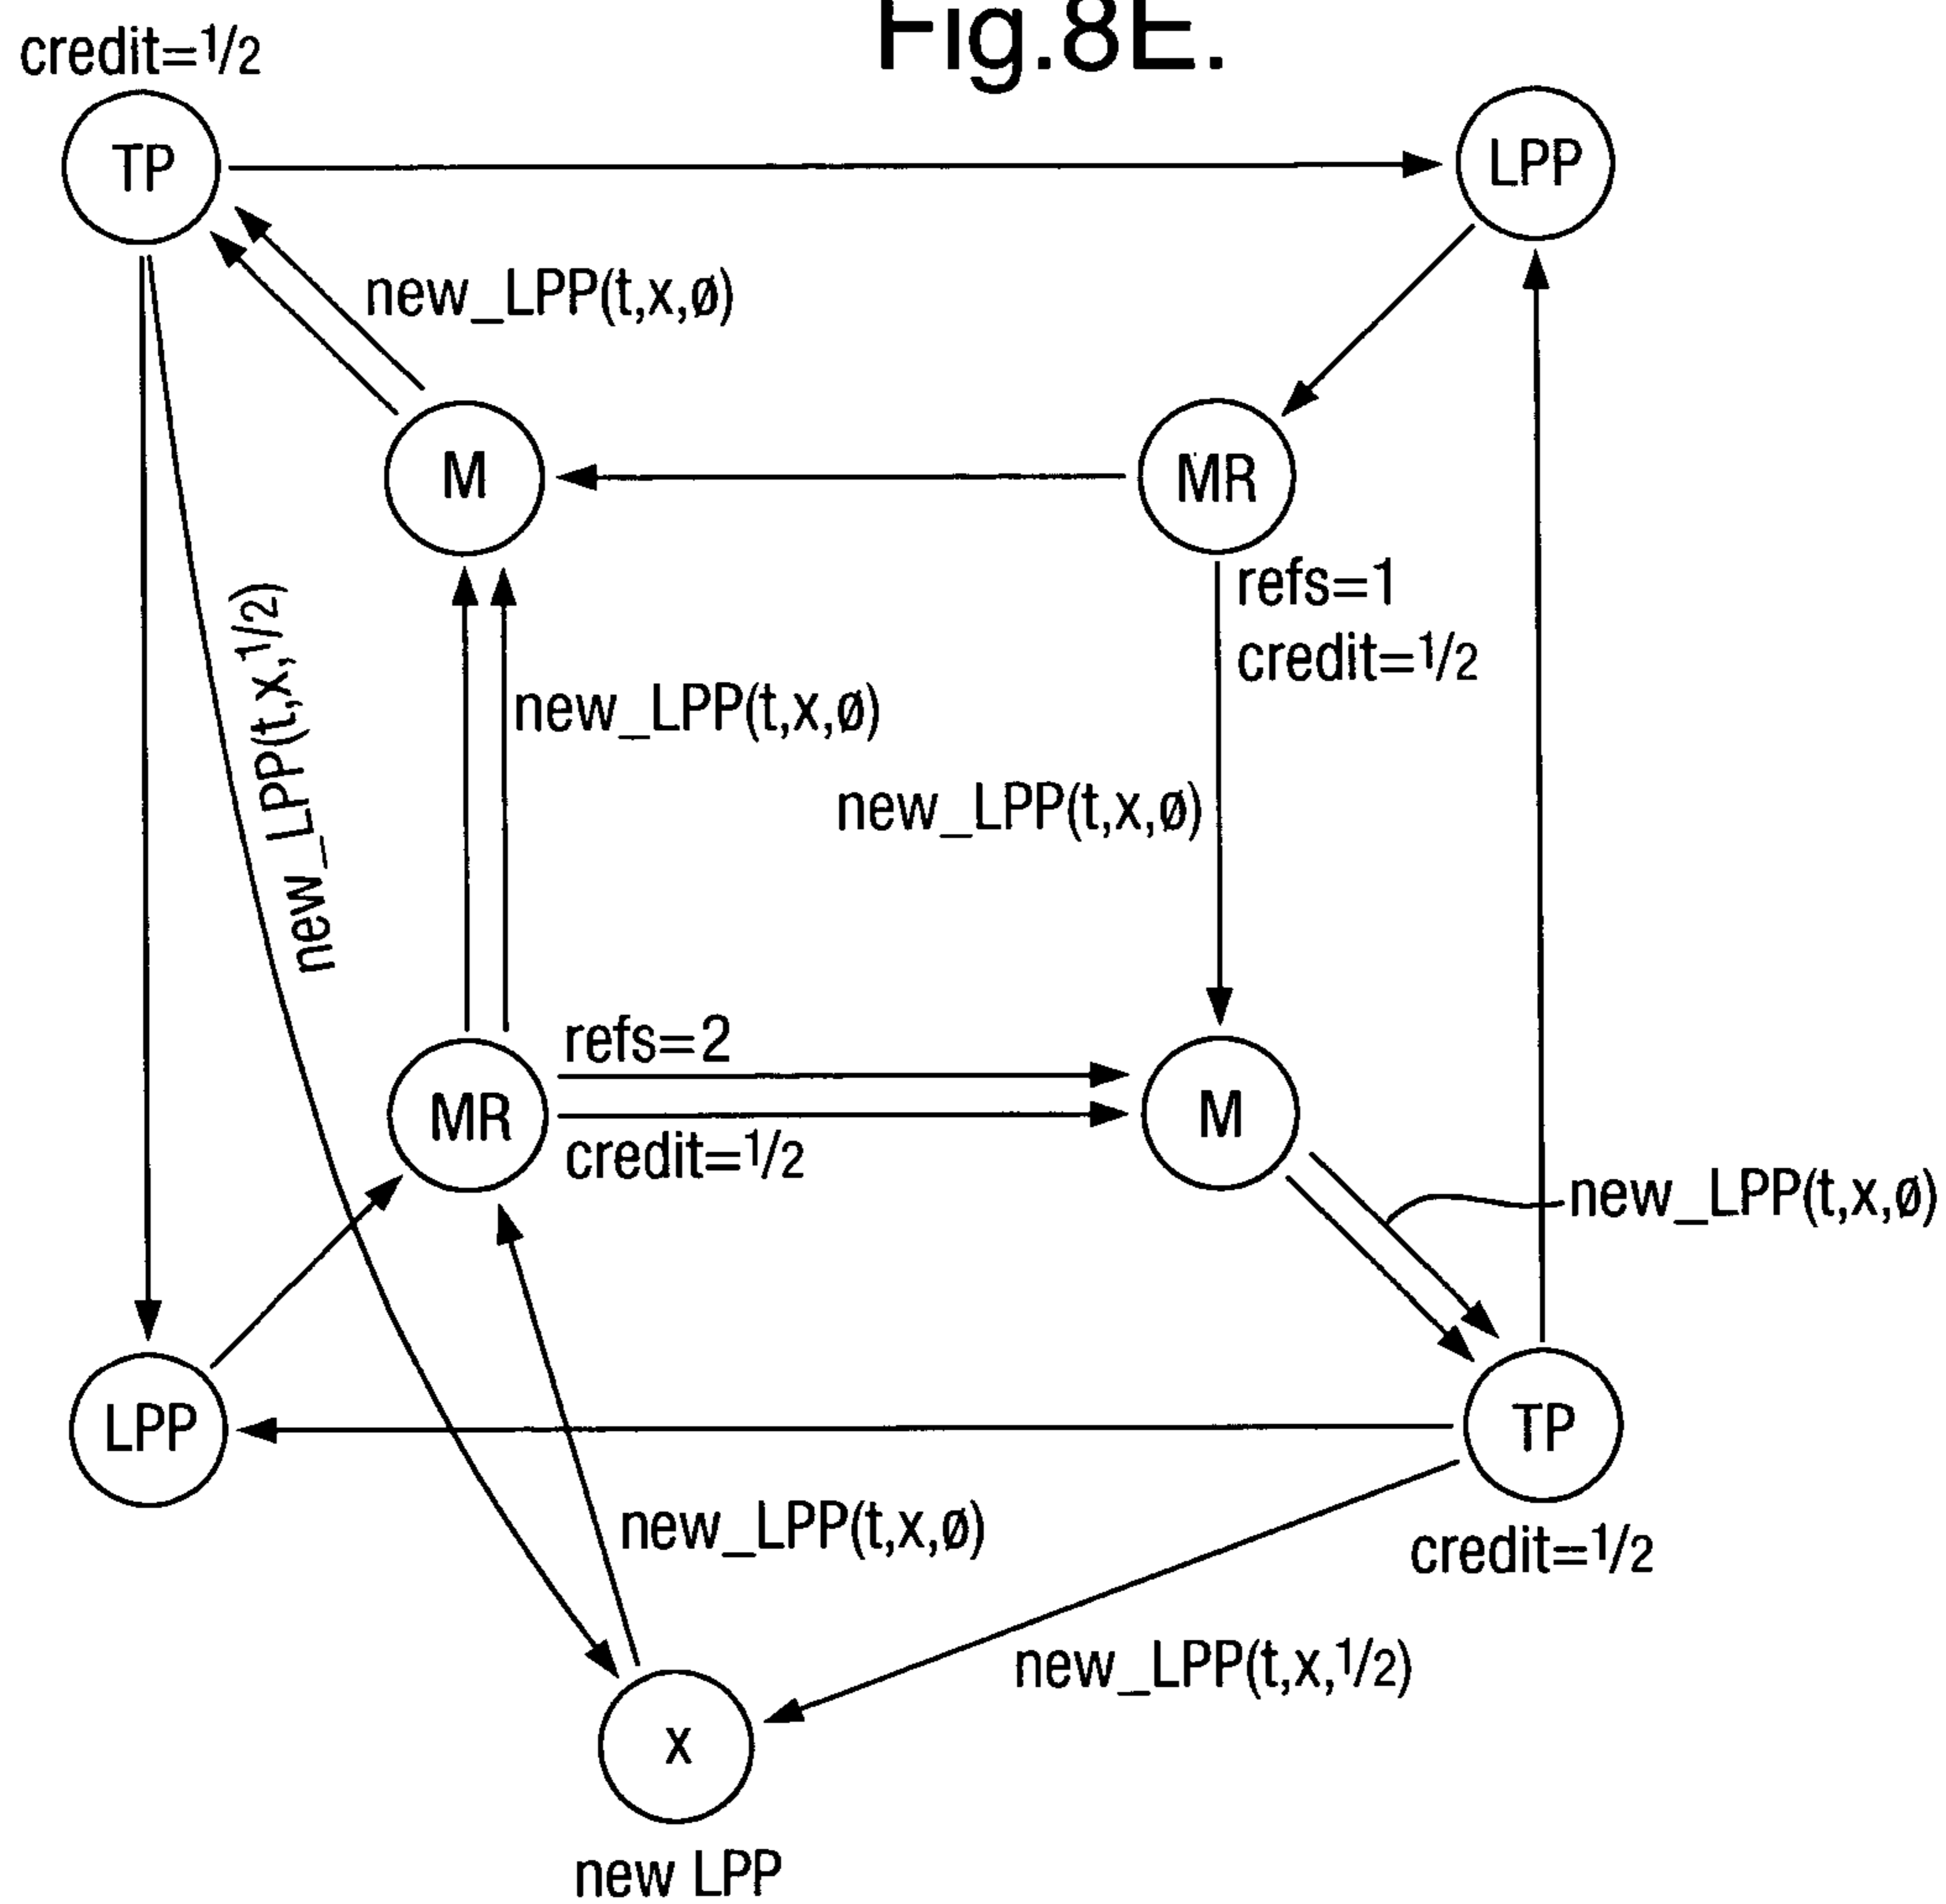 Fig.8E.
credit=1/2
TP
LPP
new_LPP(t,x,ø)
M
MR
refs=1
credit=1/2
new_LPP(t,x,1/2)
new_LPP(t,x,ø)
new_LPP(t,x,ø)
refs=2
MR
M
credit=1/2
new_LPP(t,x,ø)
LPP
TP
new_LPP(t,x,ø)
credit=1/2
new_LPP(t,x,1/2)
x
new LPP